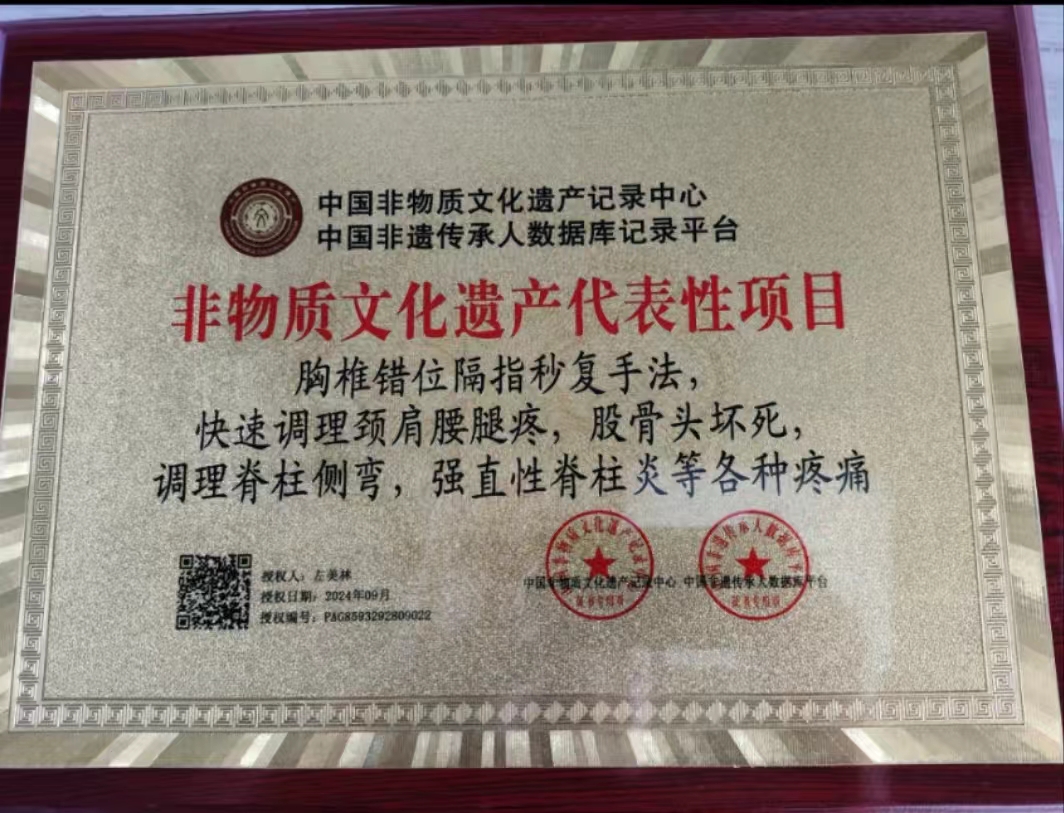 中国非物质文化遗产记录中心
中国非遗传承人数据库记录平台
非物质文化遗产代表性项目
胸椎错位隔指秒复手法，
快速调理颈肩腰腿疼，股骨头坏死，
调理脊柱侧弯，强直性脊柱炎等各种疼痛
授权人：左美林
授权日期：2024年09月
授权编号：PAG8593292809022
中国非物质文化遗产记录中心 中国非遗传承人数据库平台